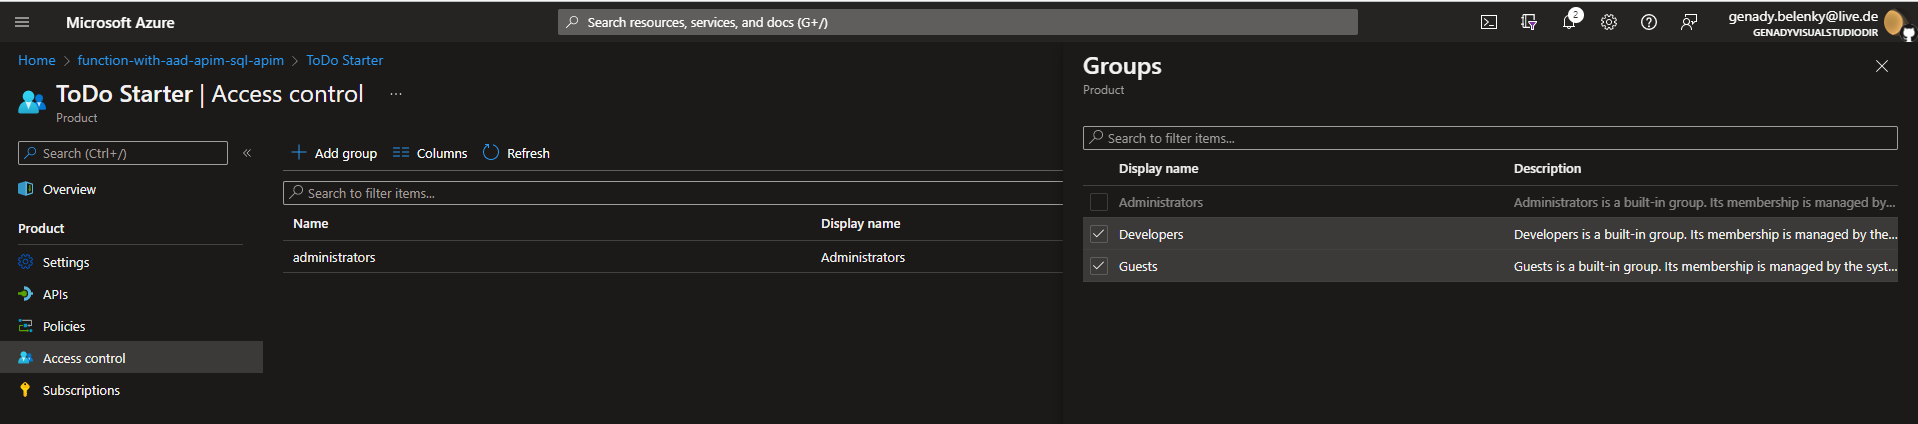 Microsoft Azure
Search resources, services, and docs (G+/)
2
genady.belenky@live.de
GENADYVISUALSTUDIODIR
Home > function-with-aad-apim-sql-apim > ToDo Starter
ToDo Starter | Access control ...
Product
Search (Ctrl+/) «
Overview
Product
Settings
APIs
Policies
Access control
Subscriptions
+ Add group Columns Refresh
Search to filter items...
Name Display name
administrators Administrators
Groups
Product
Search to filter items...
Display name Description
Administrators Administrators is a built-in group. Its membership is managed by...
Developers Developers is a built-in group. Its membership is managed by the...
Guests Guests is a built-in group. Its membership is managed by the syst...